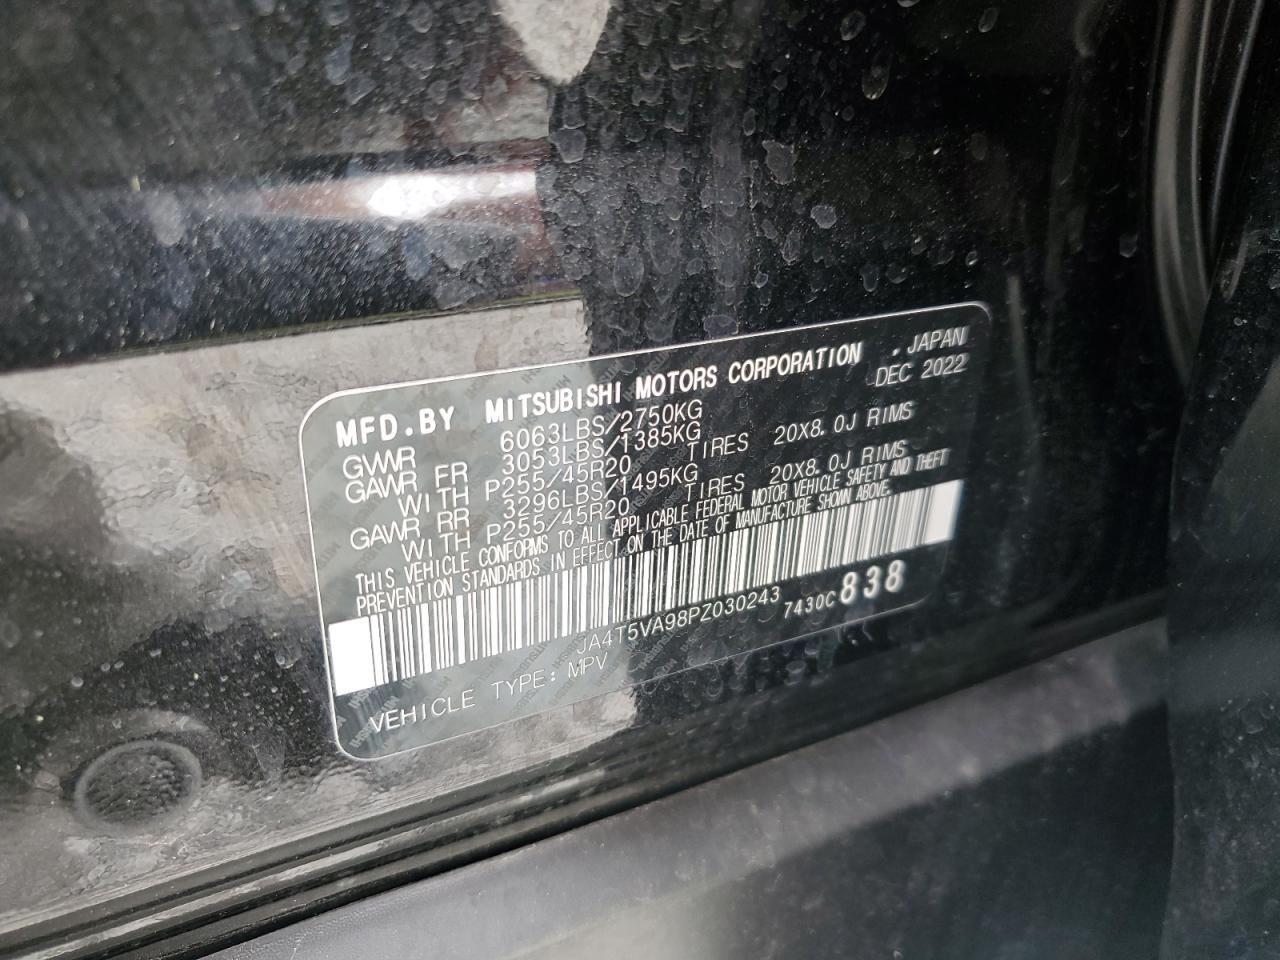 MFD.BY MITSUBISHI MOTORS CORPORATION . JAPAN
GVWR 6063LBS/2750KG DEC 2022
GAWR FR 3053LBS/1385KG
WITH P255/45R20 TIRES 20X8.0J RIMS
GAWR RR 3296LBS/1495KG
WITH P255/45R20 TIRES 20X8.0J RIMS
THIS VEHICLE CONFORMS TO ALL APPLICABLE FEDERAL MOTOR VEHICLE SAFETY AND THEFT
PREVENTION STANDARDS IN EFFECT ON THE DATE OF MANUFACTURE SHOWN ABOVE.
JA4T5VA98PZ030243 7430C838
VEHICLE TYPE: MPV